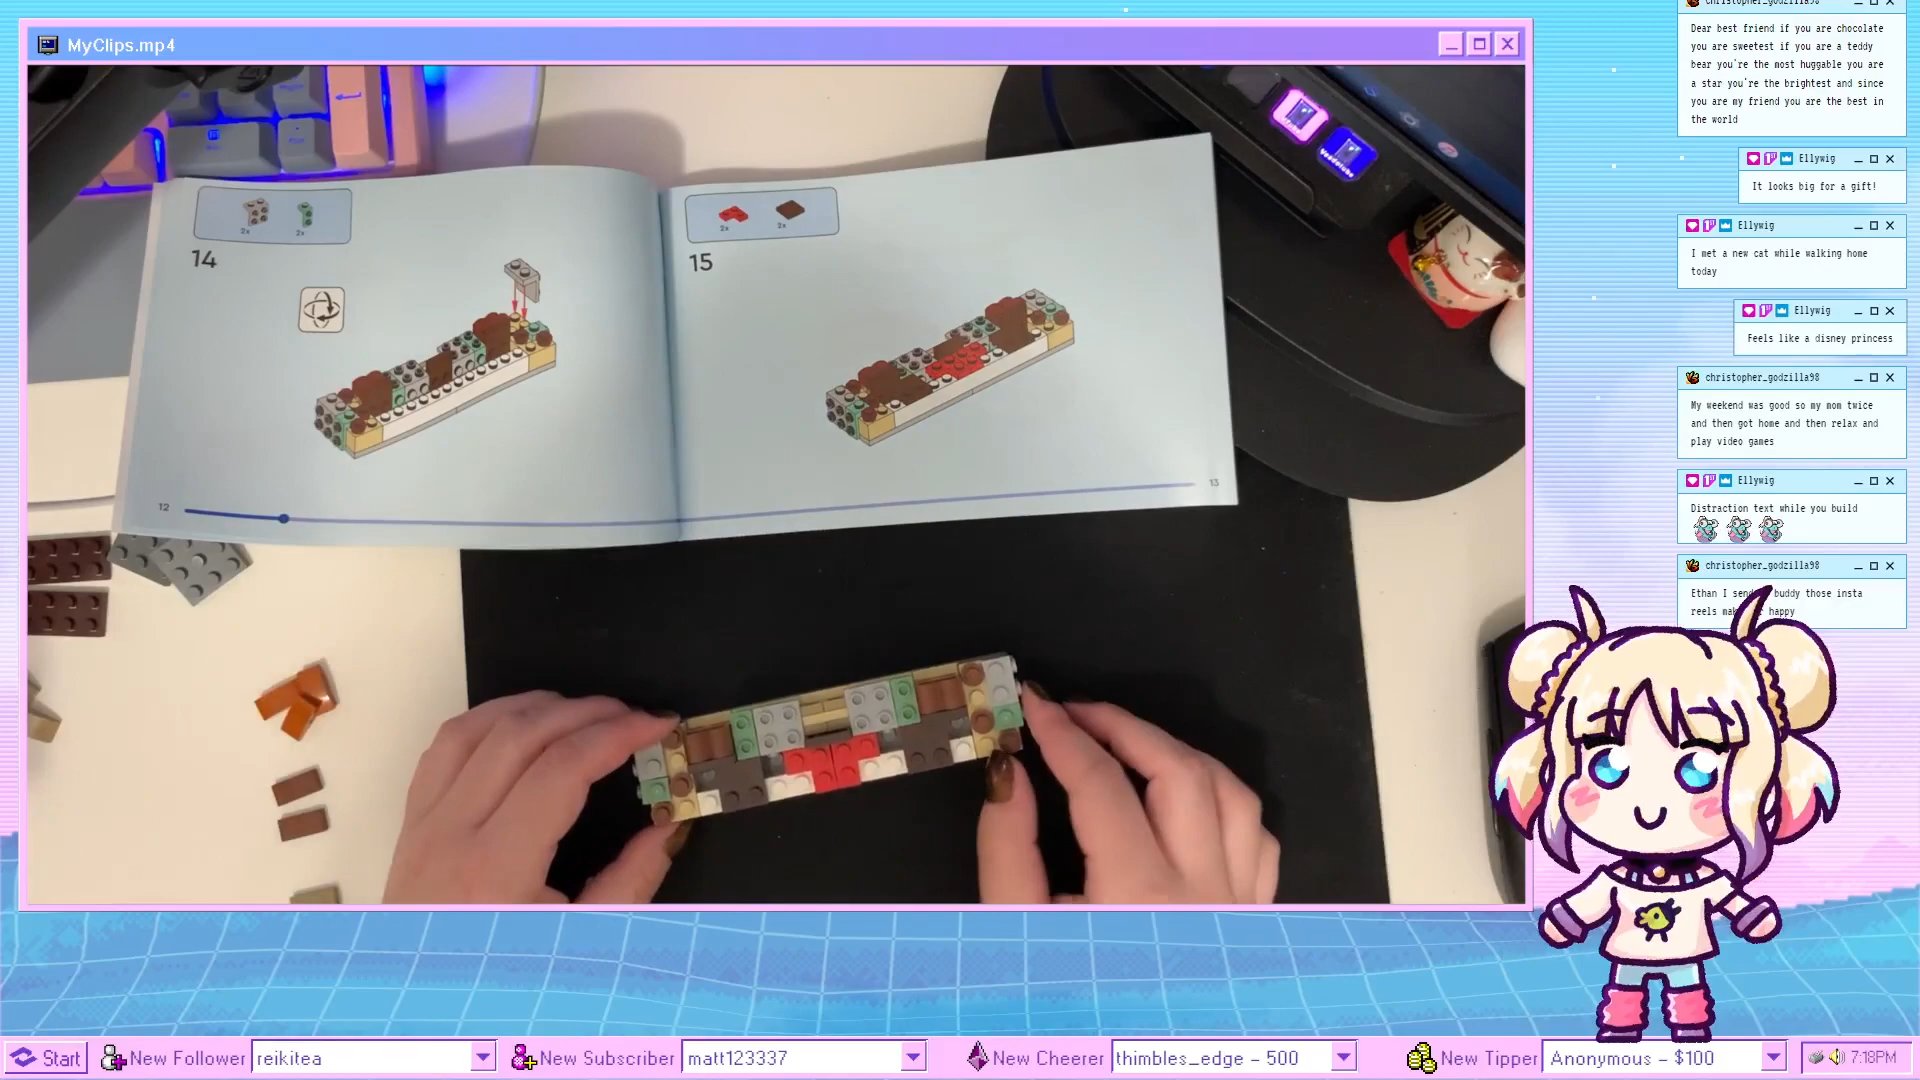 MyClips.mp4
christopher_godzilla98
Dear best friend if you are chocolate
you are sweetest if you are a teddy
bear you're the most huggable you are
a star you're the brightest and since
you are my friend you are the best in
the world
Ellywig
It looks big for a gift!
Ellywig
I met a new cat while walking home
today
Ellywig
Feels like a disney princess
christopher_godzilla98
My weekend was good so my mom twice
and then got home and then relax and
play video games
Ellywig
Distraction text while you build
christopher_godzilla98
Ethan I send buddy those insta
reels happy
2x 2x
14
12
2x 2x
15
13
Start
New Follower reikitea
New Subscriber matt123337
New Cheerer thimbles_edge - 500
New Tipper Anonymous - $100
7:18PM